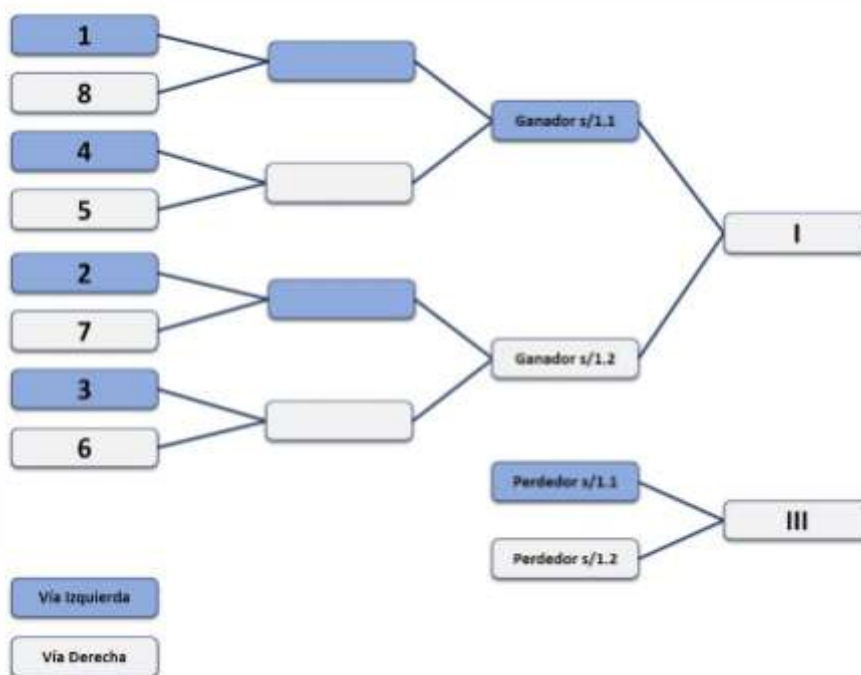 1
8
4
5
2
7
3
6
Ganador s/1.1
Ganador s/1.2
I
Perdedor s/1.1
Perdedor s/1.2
III
Vía Izquierda
Vía Derecha